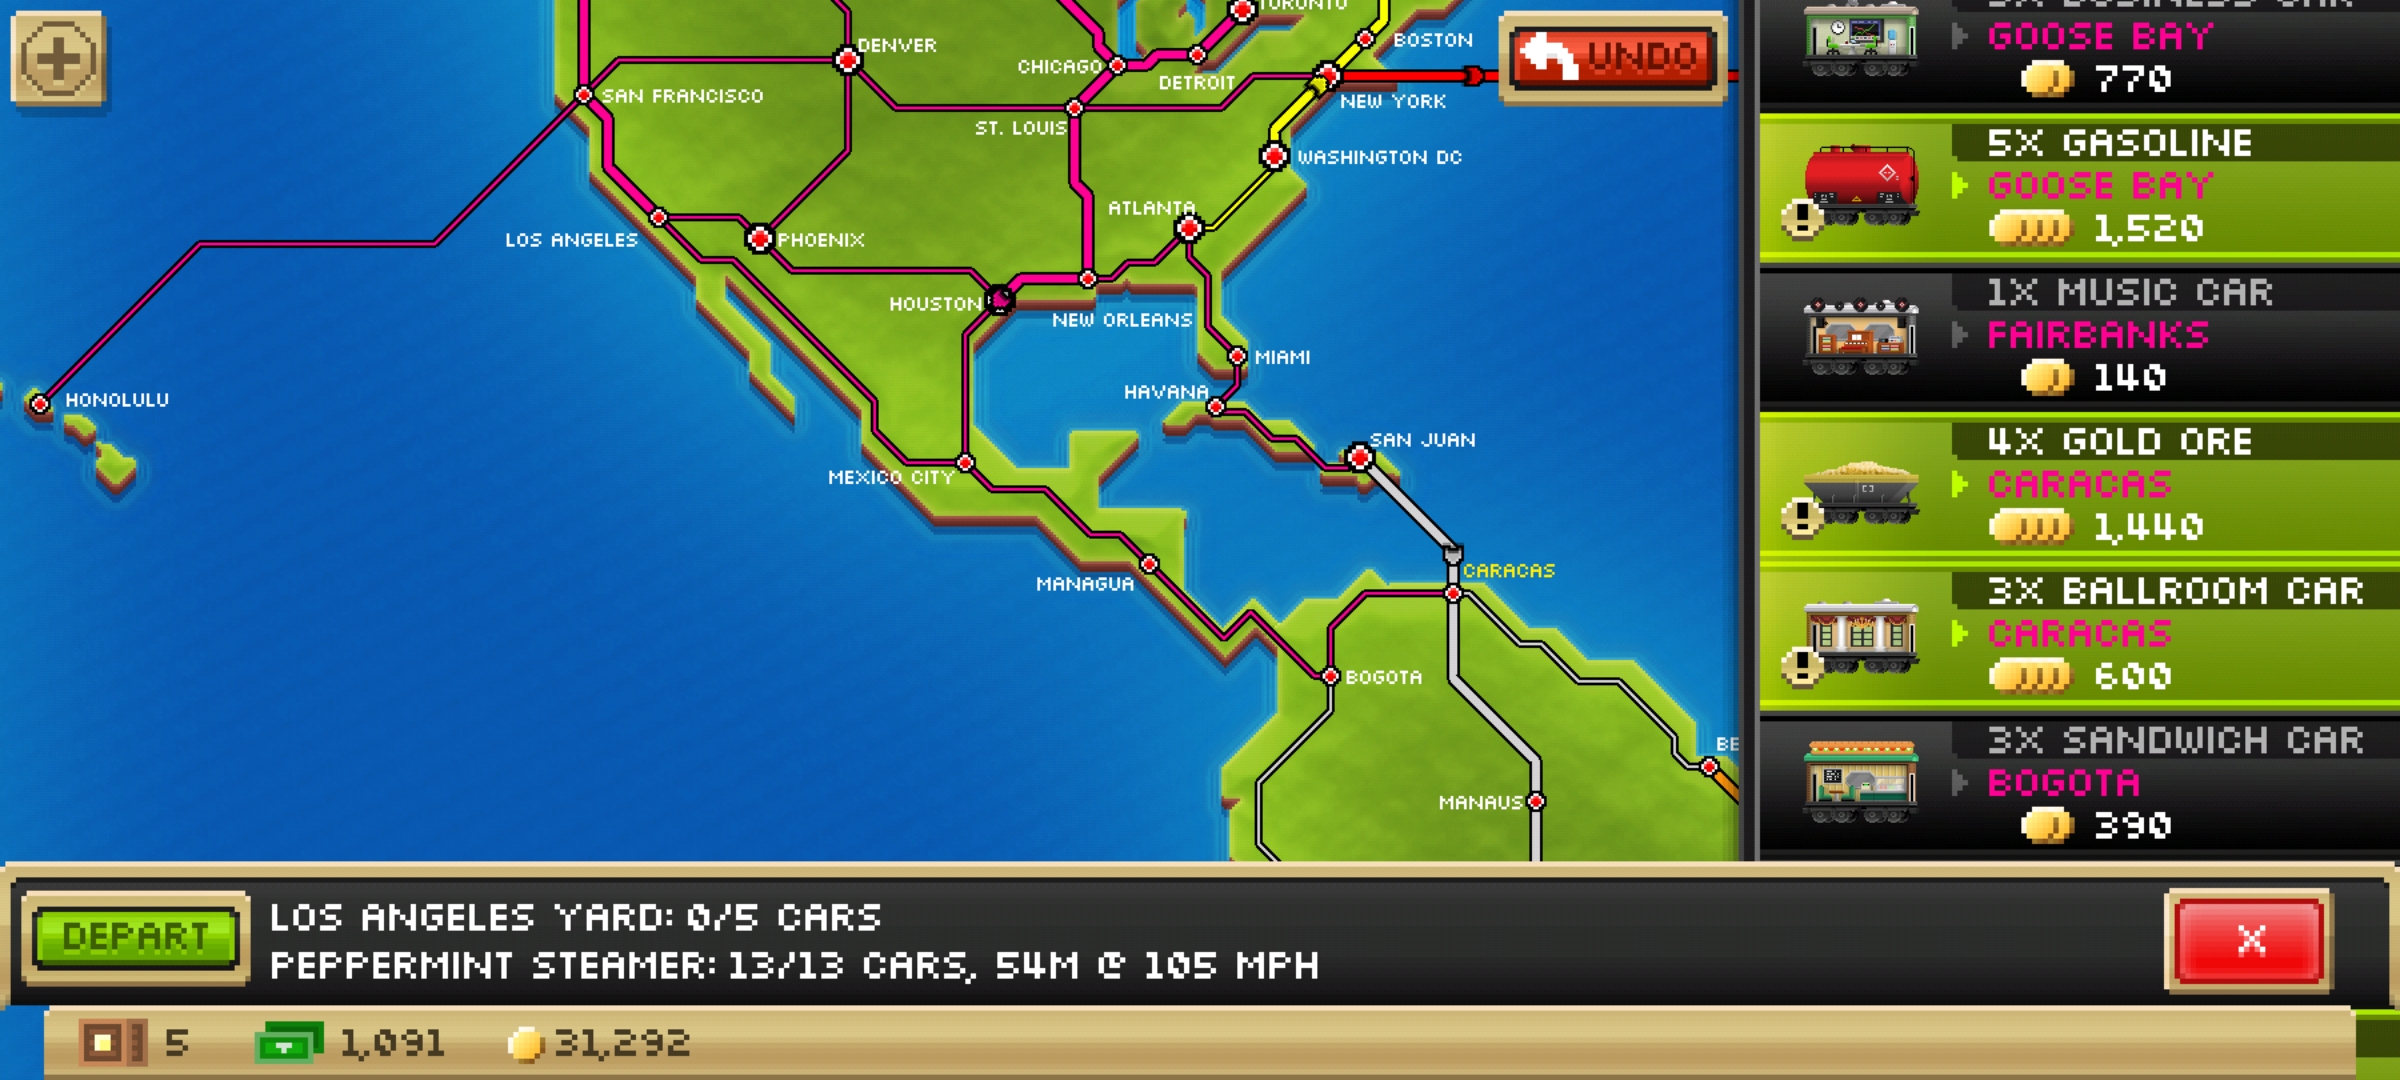 TORONTO
BOSTON
DENVER
CHICAGO
DETROIT
SAN FRANCISCO
NEW YORK
ST. LOUIS
WASHINGTON DC
ATLANTA
LOS ANGELES
PHOENIX
HOUSTON
NEW ORLEANS
MIAMI
HONOLULU
HAVANA
SAN JUAN
MEXICO CITY
CARACAS
MANAGUA
BOGOTA
MANAUS
UNDO
3X BUSINESS CAR
GOOSE BAY
770
5X GASOLINE
GOOSE BAY
1,520
1X MUSIC CAR
FAIRBANKS
140
4X GOLD ORE
CARACAS
1,440
3X BALLROOM CAR
CARACAS
600
3X SANDWICH CAR
BOGOTA
390
DEPART
LOS ANGELES YARD: 0/5 CARS
PEPPERMINT STEAMER: 13/13 CARS, 54M @ 105 MPH
X
5
1,091
31,292